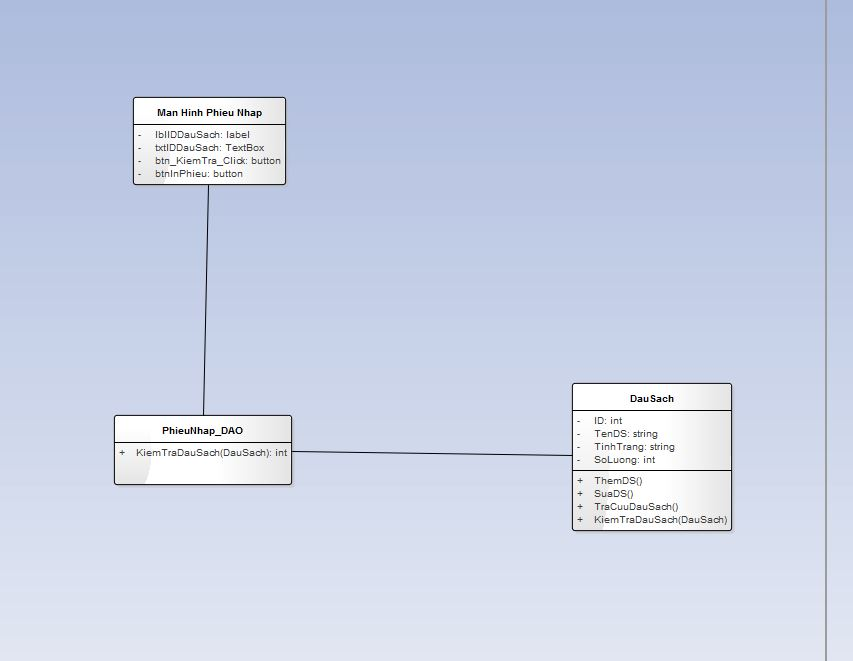 Man Hinh Phieu Nhap
- lblIDDauSach: label
- txtIDDauSach: TextBox
- btn_KiemTra_Click: button
- btnInPhieu: button
PhieuNhap_DAO
+ KiemTraDauSach(DauSach): int
DauSach
- ID: int
- TenDS: string
- TinhTrang: string
- SoLuong: int
+ ThemDS()
+ SuaDS()
+ TraCuuDauSach()
+ KiemTraDauSach(DauSach)